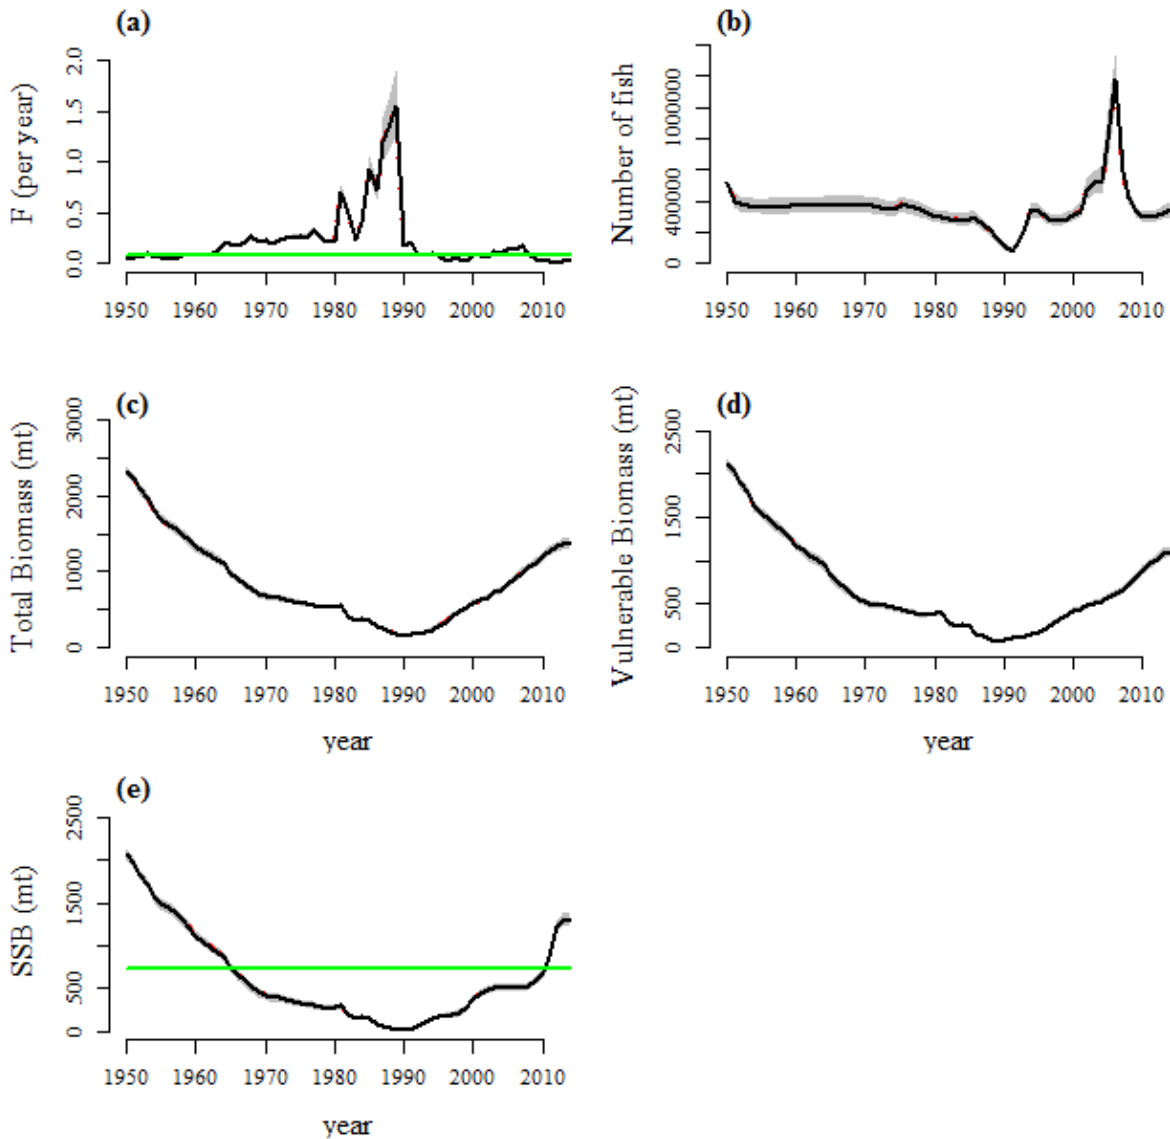 (a)
F (per year)
0.0 0.5 1.0 1.5 2.0
1950 1960 1970 1980 1990 2000 2010
(b)
Number of fish
0 4000000 10000000
1950 1960 1970 1980 1990 2000 2010
(c)
Total Biomass (mt)
0 1000 2000 3000
1950 1960 1970 1980 1990 2000 2010
year
(d)
Vulnerable Biomass (mt)
0 500 1500 2500
1950 1960 1970 1980 1990 2000 2010
year
(e)
SSB (mt)
0 500 1500 2500
1950 1960 1970 1980 1990 2000 2010
year